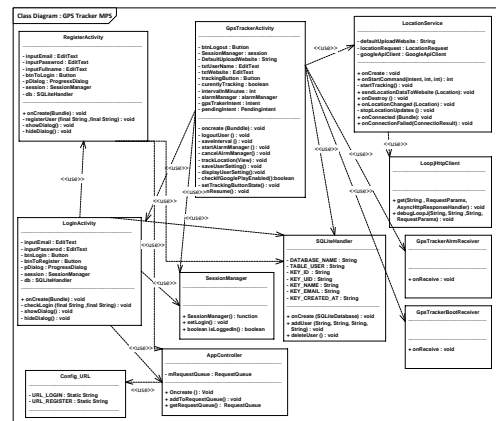 Class Diagram : GPS Tracker MPS
RegisterActivity
- inputEmail : EditText
- inputPassword : EditText
- inputFullname : EditText
- btnToLogin : Button
- pDialog : ProgressDialog
- session : SessionManager
- db : SQLiteHandler
+ onCreate(Bundle) : void
- registerUser (final String ,final String) : void
- showDialog() : void
- hideDialog() : void
GpsTrackerActivity
- btnLogout : Button
- SessionManager : session
- DefaultUploadWebsite : String
- txtUserName : EditText
- txtWebsite : EditText
- trackingButton : Button
- curentlyTracking : boolean
- intervalInMinutes : int
- alarmManager : alarmManager
- gpsTrakerIntent : intent
- pendingIntent : PendingIntent
+ oncreate (Bunddle) : void
- logoutUser () : void
- saveInterval () : void
- startAlarmManager () : void
- cancelAlarmManager() : void
- trackLocation(View) : void
- saveUserSetting() : void
- displayUserSetting() : void
- checkIfGooglePlayEnabled():boolean
- setTrackingButtonState() : void
nResume() : void
LocationService
- defaultUploadWebsite : String
- locationRequest : LocationRequest
- googleApiClient : GoogleApiClient
+ onCreate : void
+ onStartCommand(Intent, int, int) : int
- startTracking() : void
- sendLocationDataToWebsite (Location): void
+ onDestroy () : void
+ onLocationChanged (Location) : void
- stopLocationUpdates () : void
+ onConnected (Bundle) : void
+ onConnectionFailed(ConnectioResult) : void
<<use>>
<<use>>
<<use>>
<<use>>
<<use>>
<<use>>
<<use>>
<<use>>
LoopjHttpClient
+ get(String , RequestParams,
AsyncHttpResponseHandler) : void
+ debugLoopJ(String, String ,String,
RequestParams) : void
LoginActivity
- inputEmail : EditText
- inputPassword : EditText
- btnLogin : Button
- btnToRegister : Button
- pDialog : ProgressDialog
- session : SessionManager
- db : SQLiteHandler
+ onCreate(Bundle) : void
- checkLogin (final String ,final String) : void
- showDialog() : void
- hideDialog() : void
SessionManager
+ SessionManager() : function
+ setLogin() : void
+ boolean isLoggedIn() : boolean
SQLiteHandler
- DATABASE_NAME : String
- TABLE_USER : String
- KEY_ID : String
- KEY_UID : String
- KEY_NAME : String
- KEY_EMAIL : String
- KEY_CREATED_AT : String
+ onCreate (SQLiteDatabase) : void
+ addUser (String, String, String,
String) : void
+ deleteUser () : void
GpsTrackerAlrmReceiver
+ onReceive : void
GpsTrackerBootReceiver
+ onReceive : void
<<use>>
<<use>>
<<use>>
AppController
- mRequestQueue : RequestQueue
+ Oncreate () : Void
+ addToRequestQueue() : void
+ getRequestQueue() : RequestQueue
Config_URL
- URL_LOGIN : Static String
- URL_REGISTER : Static String
<<use>>